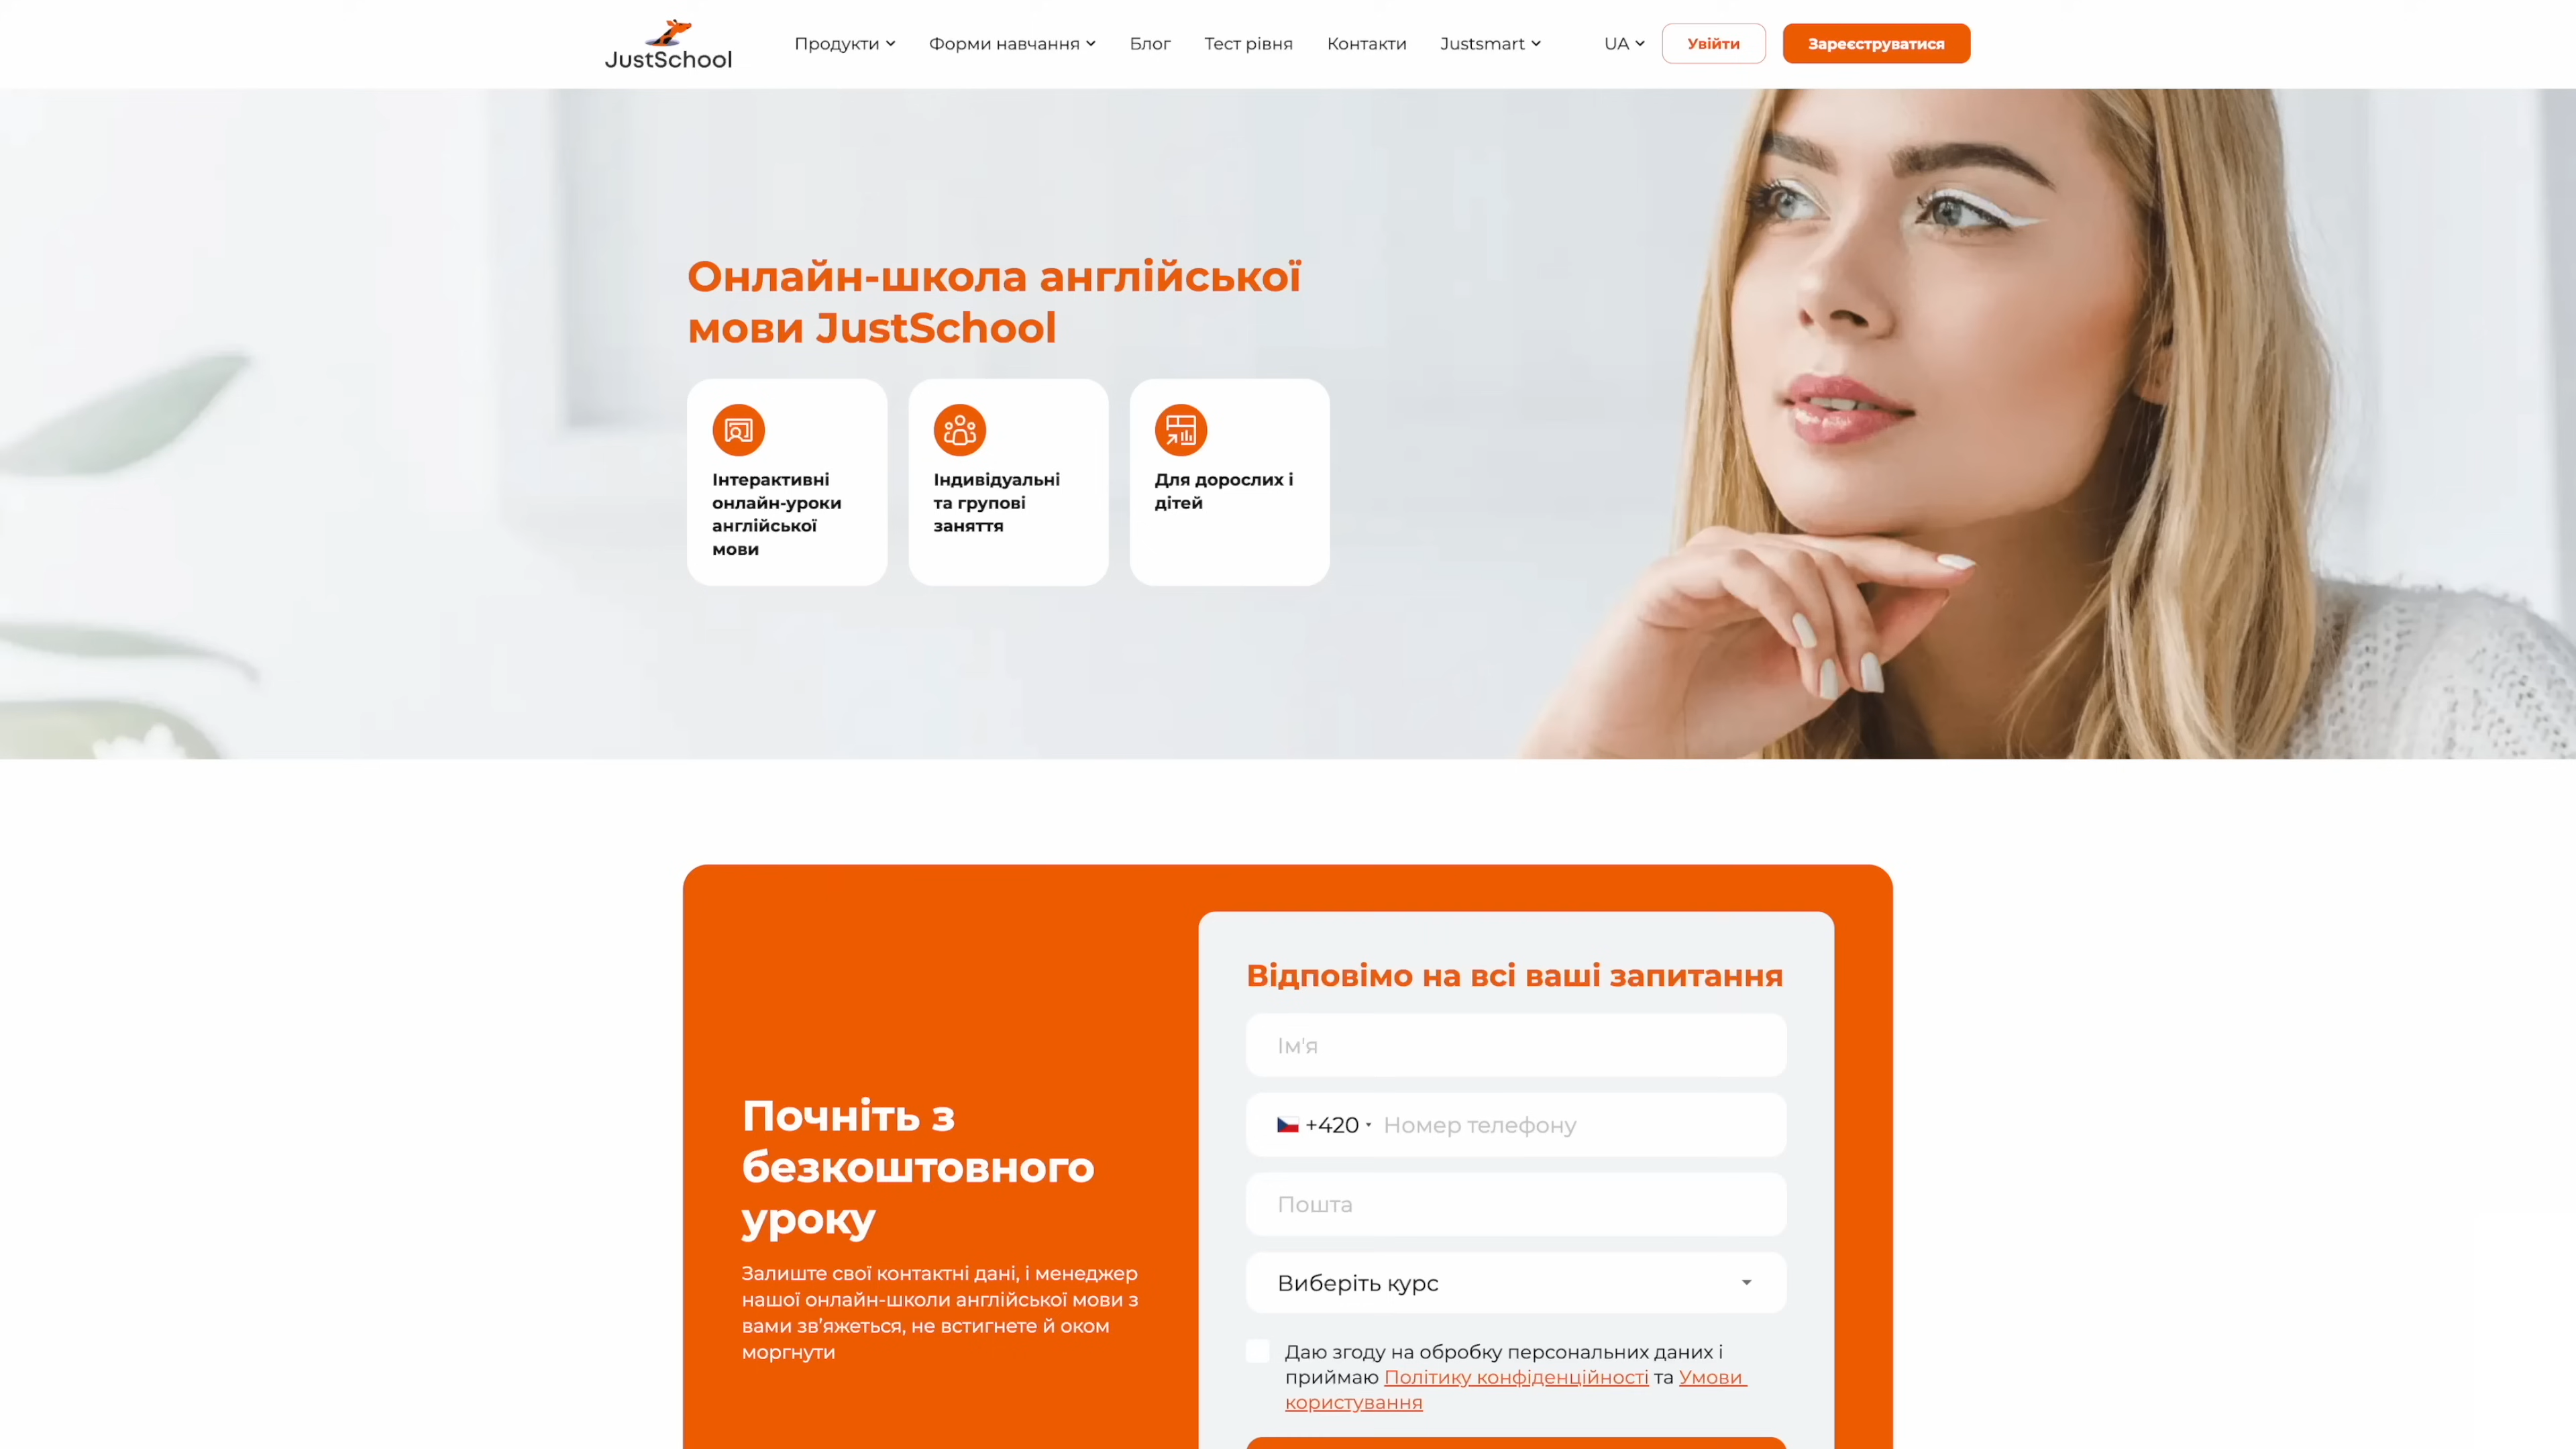 JustSchool
Продукти
Форми навчання
Блог
Тест рівня
Контакти
Justsmart
UA
Увійти
Зареєструватися
Онлайн-школа англійської
мови JustSchool
Інтерактивні
онлайн-уроки
англійської
мови
Індивідуальні
та групові
заняття
Для дорослих і
дітей
Почніть з
безкоштовного
уроку
Залиште свої контактні дані, і менеджер
нашої онлайн-школи англійської мови з
вами зв’яжеться, не встигнете й оком
моргнути
Відповімо на всі ваші запитання
Ім'я
+420 Номер телефону
Пошта
Виберіть курс
Даю згоду на обробку персональних даних і
приймаю Політику конфіденційності та Умови
користування